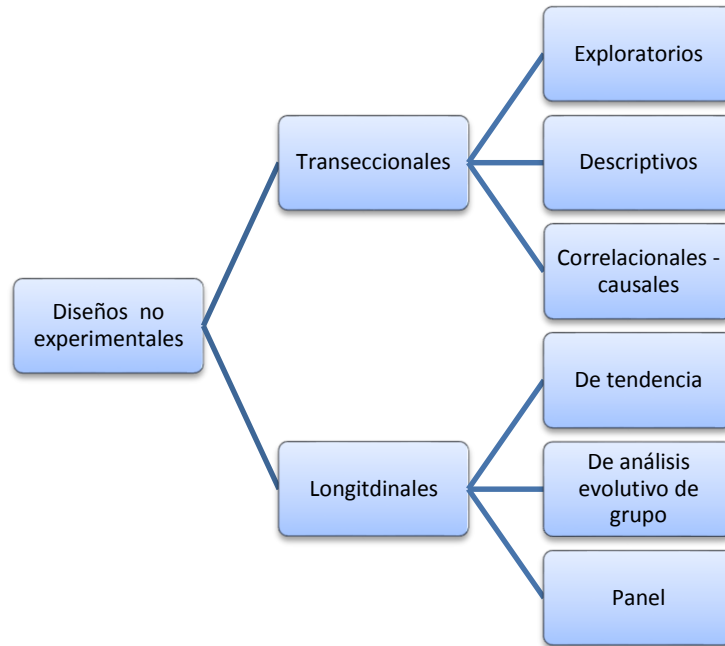 Diseños no
experimentales
Transeccionales
Exploratorios
Descriptivos
Correlacionales -
causales
Longitdinales
De tendencia
De análisis
evolutivo de
grupo
Panel